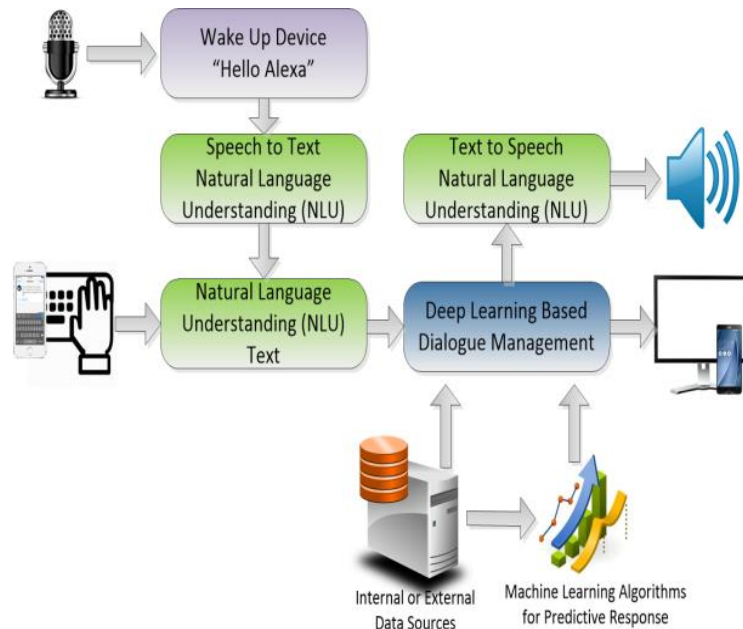 Wake Up Device
“Hello Alexa”
Speech to Text
Natural Language
Understanding (NLU)
Text to Speech
Natural Language
Understanding (NLU)
Natural Language
Understanding (NLU)
Text
Deep Learning Based
Dialogue Management
Internal or External
Data Sources
Machine Learning Algorithms
for Predictive Response